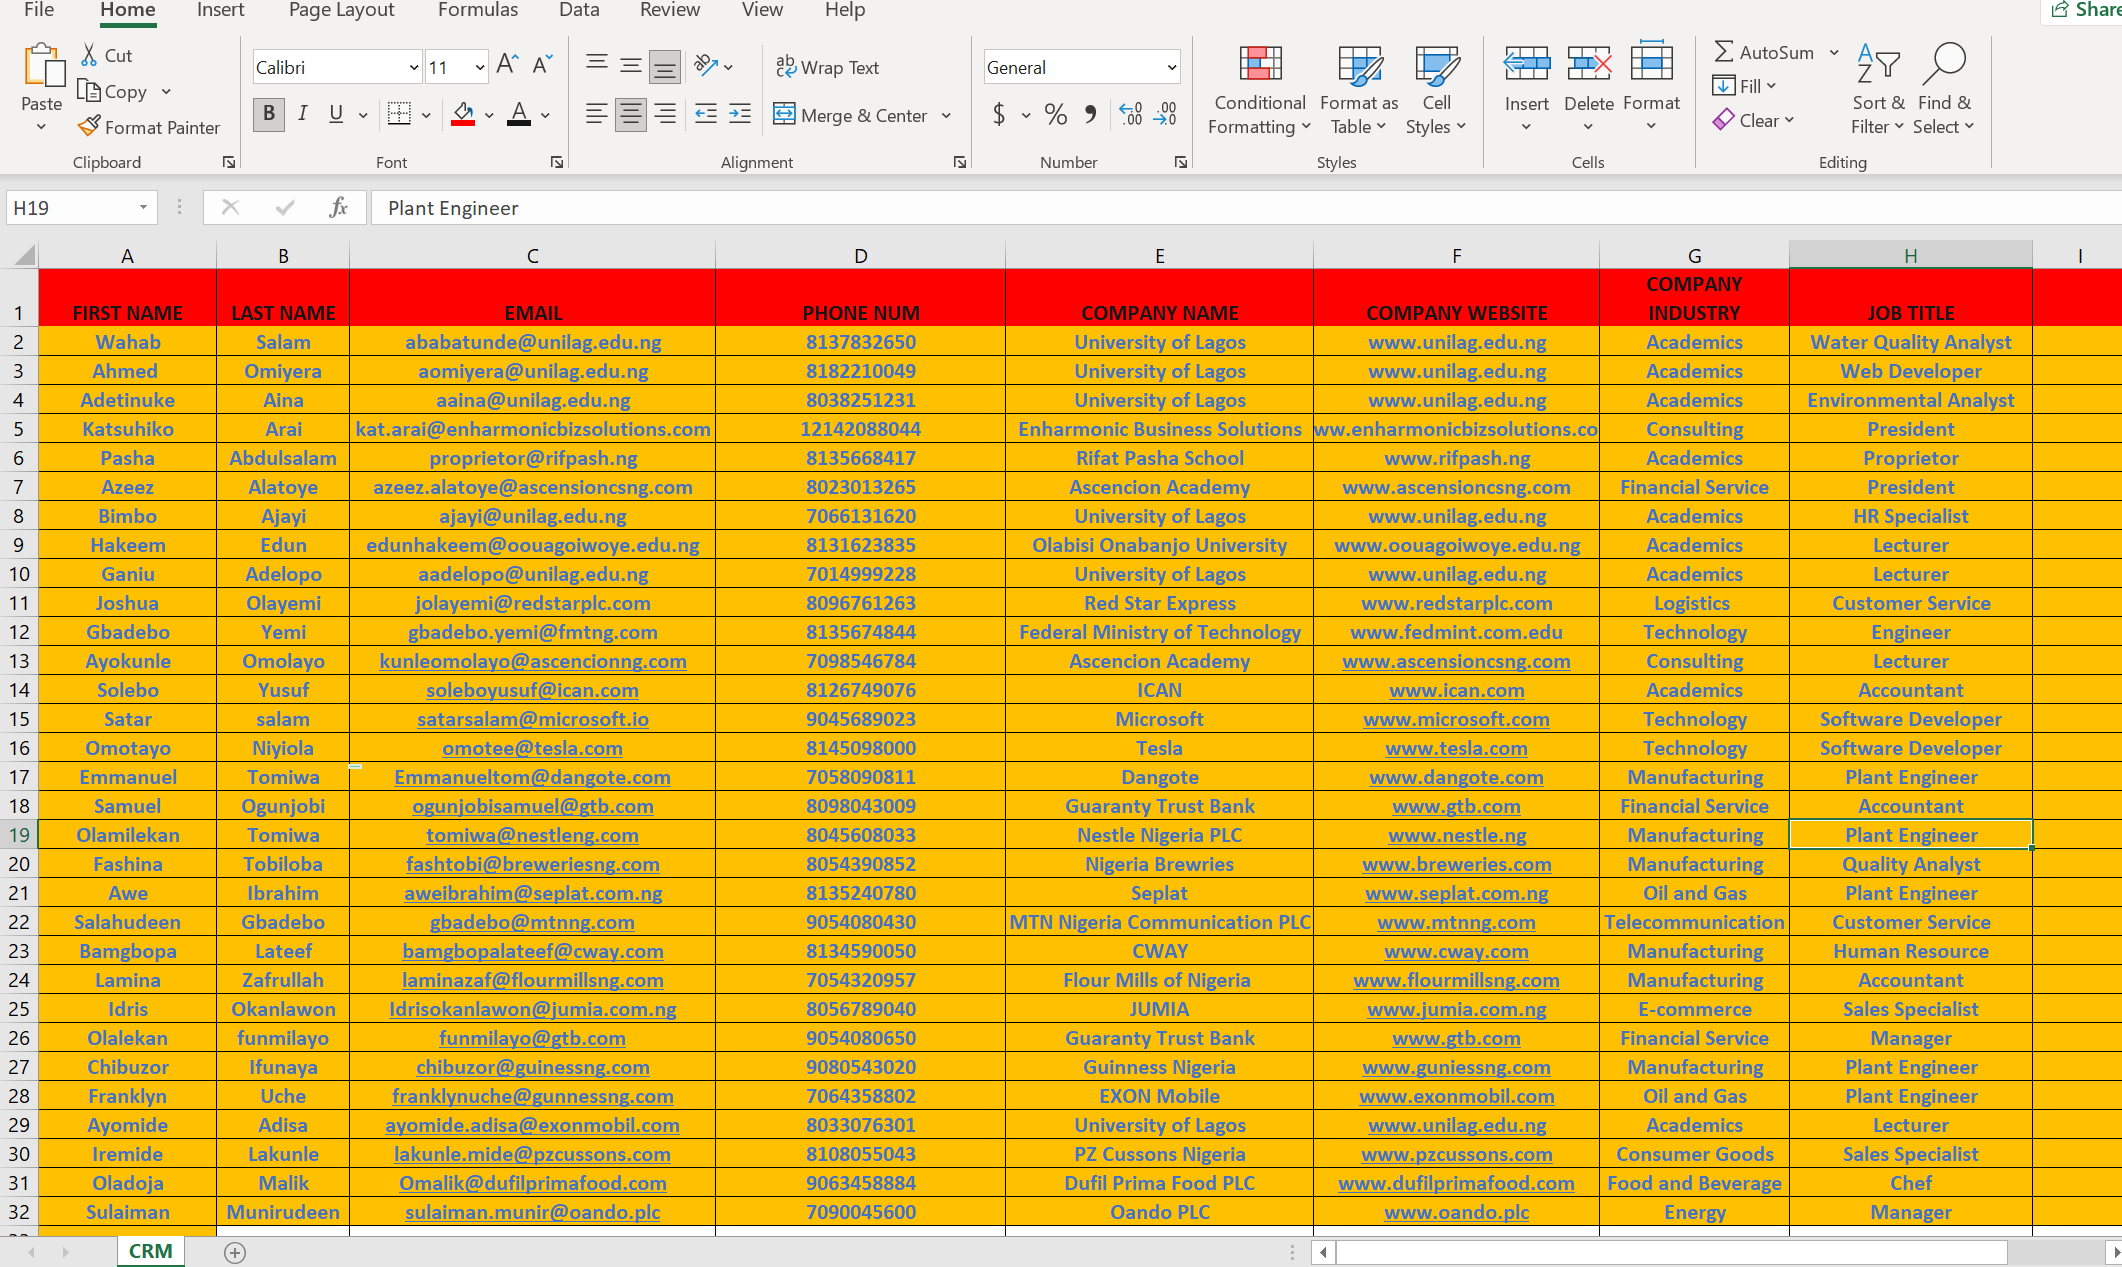 File Home Insert Page Layout Formulas Data Review View Help Share
Paste Cut Copy Format Painter Clipboard
Calibri 11 A A B I U A Font
ab Wrap Text Merge & Center Alignment
General $ % , .00 Number
Conditional Formatting Format as Table Cell Styles Styles
Insert Delete Format Cells
AutoSum Fill Clear Sort & Filter Find & Select Editing
H19 fx Plant Engineer
A B C D E F G H I
1 FIRST NAME LAST NAME EMAIL PHONE NUM COMPANY NAME COMPANY WEBSITE COMPANY INDUSTRY JOB TITLE
2 Wahab Salam ababatunde@unilag.edu.ng 8137832650 University of Lagos www.unilag.edu.ng Academics Water Quality Analyst
3 Ahmed Omiyera aomiyera@unilag.edu.ng 8182210049 University of Lagos www.unilag.edu.ng Academics Web Developer
4 Adetinuke Aina aaina@unilag.edu.ng 8038251231 University of Lagos www.unilag.edu.ng Academics Environmental Analyst
5 Katsuhiko Arai kat.arai@enharmonicbizsolutions.com 12142088044 Enharmonic Business Solutions ww.enharmonicbizsolutions.co Consulting President
6 Pasha Abdulsalam proprietor@rifpash.ng 8135668417 Rifat Pasha School www.rifpash.ng Academics Proprietor
7 Azeez Alatoye azeez.alatoye@ascensioncsng.com 8023013265 Ascencion Academy www.ascensioncsng.com Financial Service President
8 Bimbo Ajayi ajayi@unilag.edu.ng 7066131620 University of Lagos www.unilag.edu.ng Academics HR Specialist
9 Hakeem Edun edunhakeem@oouagoiwoye.edu.ng 8131623835 Olabisi Onabanjo University www.oouagoiwoye.edu.ng Academics Lecturer
10 Ganiu Adelopo aadelopo@unilag.edu.ng 7014999228 University of Lagos www.unilag.edu.ng Academics Lecturer
11 Joshua Olayemi jolayemi@redstarplc.com 8096761263 Red Star Express www.redstarplc.com Logistics Customer Service
12 Gbadebo Yemi gbadebo.yemi@fmtng.com 8135674844 Federal Ministry of Technology www.fedmint.com.edu Technology Engineer
13 Ayokunle Omolayo kunleomolayo@ascencionng.com 7098546784 Ascencion Academy www.ascensioncsng.com Consulting Lecturer
14 Solebo Yusuf soleboyusuf@ican.com 8126749076 ICAN www.ican.com Academics Accountant
15 Satar salam satarsalam@microsoft.io 9045689023 Microsoft www.microsoft.com Technology Software Developer
16 Omotayo Niyiola omotee@tesla.com 8145098000 Tesla www.tesla.com Technology Software Developer
17 Emmanuel Tomiwa Emmanueltom@dangote.com 7058090811 Dangote www.dangote.com Manufacturing Plant Engineer
18 Samuel Ogunjobi ogunjobisamuel@gtb.com 8098043009 Guaranty Trust Bank www.gtb.com Financial Service Accountant
19 Olamilekan Tomiwa tomiwa@nestleng.com 8045608033 Nestle Nigeria PLC www.nestle.ng Manufacturing Plant Engineer
20 Fashina Tobiloba fashtobi@breweriesng.com 8054390852 Nigeria Brewries www.breweries.com Manufacturing Quality Analyst
21 Awe Ibrahim aweibrahim@seplat.com.ng 8135240780 Seplat www.seplat.com.ng Oil and Gas Plant Engineer
22 Salahudeen Gbadebo gbadebo@mtnng.com 9054080430 MTN Nigeria Communication PLC www.mtnng.com Telecommunication Customer Service
23 Bamgbopa Lateef bamgbopalateef@cway.com 8134590050 CWAY www.cway.com Manufacturing Human Resource
24 Lamina Zafrullah laminazaf@flourmillsng.com 7054320957 Flour Mills of Nigeria www.flourmillsng.com Manufacturing Accountant
25 Idris Okanlawon Idrisokanlawon@jumia.com.ng 8056789040 JUMIA www.jumia.com.ng E-commerce Sales Specialist
26 Olalekan funmilayo funmilayo@gtb.com 9054080650 Guaranty Trust Bank www.gtb.com Financial Service Manager
27 Chibuzor Ifunaya chibuzor@guinessng.com 9080543020 Guinness Nigeria www.guniessng.com Manufacturing Plant Engineer
28 Franklyn Uche franklynuche@gunnessng.com 7064358802 EXON Mobile www.exonmobil.com Oil and Gas Plant Engineer
29 Ayomide Adisa ayomide.adisa@exonmobil.com 8033076301 University of Lagos www.unilag.edu.ng Academics Lecturer
30 Iremide Lakunle lakunle.mide@pzcussons.com 8108055043 PZ Cussons Nigeria www.pzcussons.com Consumer Goods Sales Specialist
31 Oladoja Malik Omalik@dufilprimafood.com 9063458884 Dufil Prima Food PLC www.dufilprimafood.com Food and Beverage Chef
32 Sulaiman Munirudeen sulaiman.munir@oando.plc 7090045600 Oando PLC www.oando.plc Energy Manager
CRM